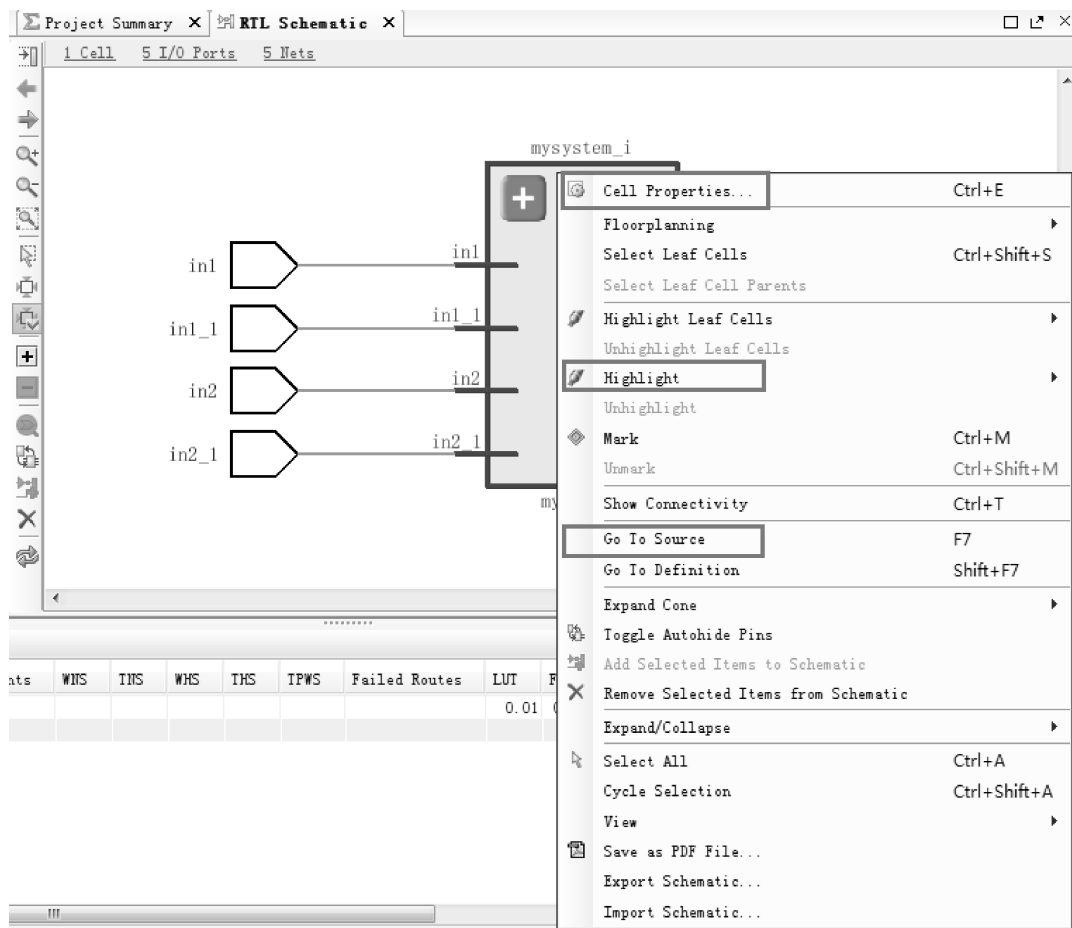 Project Summary RTL Schematic
1 Cell 5 I/O Ports 5 Nets
mysystem_i
in1 in1
in1_1 in1_1
in2 in2
in2_1 in2_1
my
Cell Properties... Ctrl+E
Floorplanning
Select Leaf Cells Ctrl+Shift+S
Select Leaf Cell Parents
Highlight Leaf Cells
Unhighlight Leaf Cells
Highlight
Unhighlight
Mark Ctrl+M
Unmark Ctrl+Shift+M
Show Connectivity Ctrl+T
Go To Source F7
Go To Definition Shift+F7
Expand Cone
Toggle Autohide Pins
Add Selected Items to Schematic
Remove Selected Items from Schematic
Expand/Collapse
Select All Ctrl+A
Cycle Selection Ctrl+Shift+A
View
Save as PDF File...
Export Schematic...
Import Schematic...
nts WNS TNS WHS THS TPWS Failed Routes LUT F
0.01